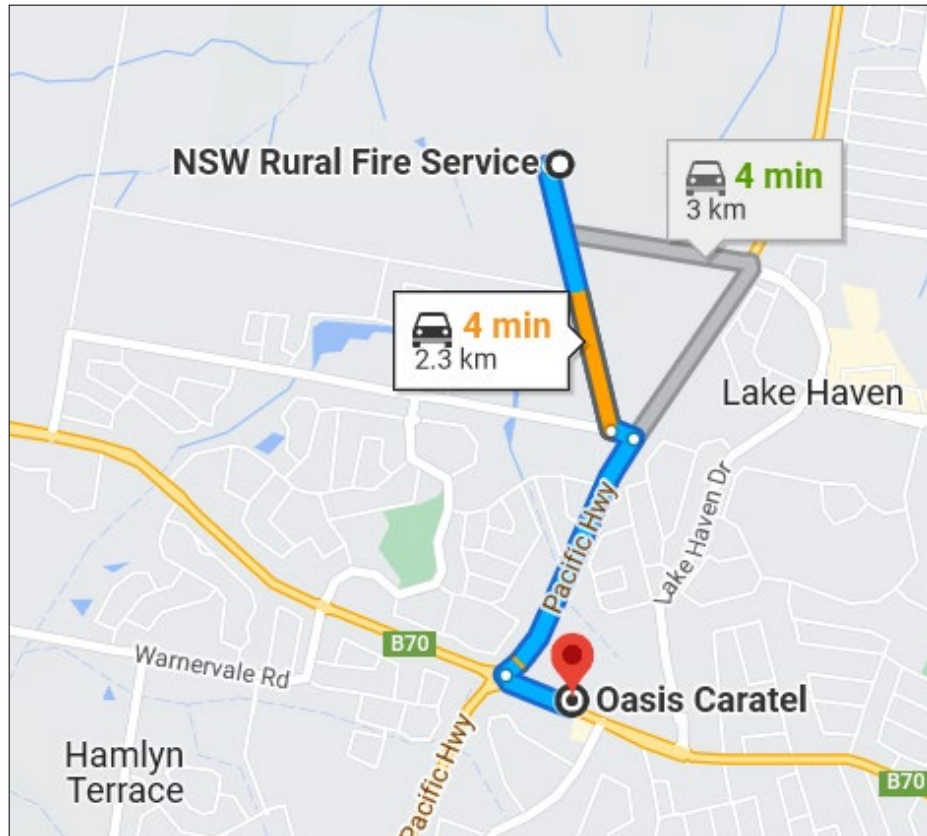 NSW Rural Fire Service
4 min
3 km
4 min
2.3 km
Lake Haven
Pacific Hwy
Lake Haven Dr
B70
Warnervale Rd
Oasis Caratel
Hamlyn
Terrace
Pacific Hwy
B70